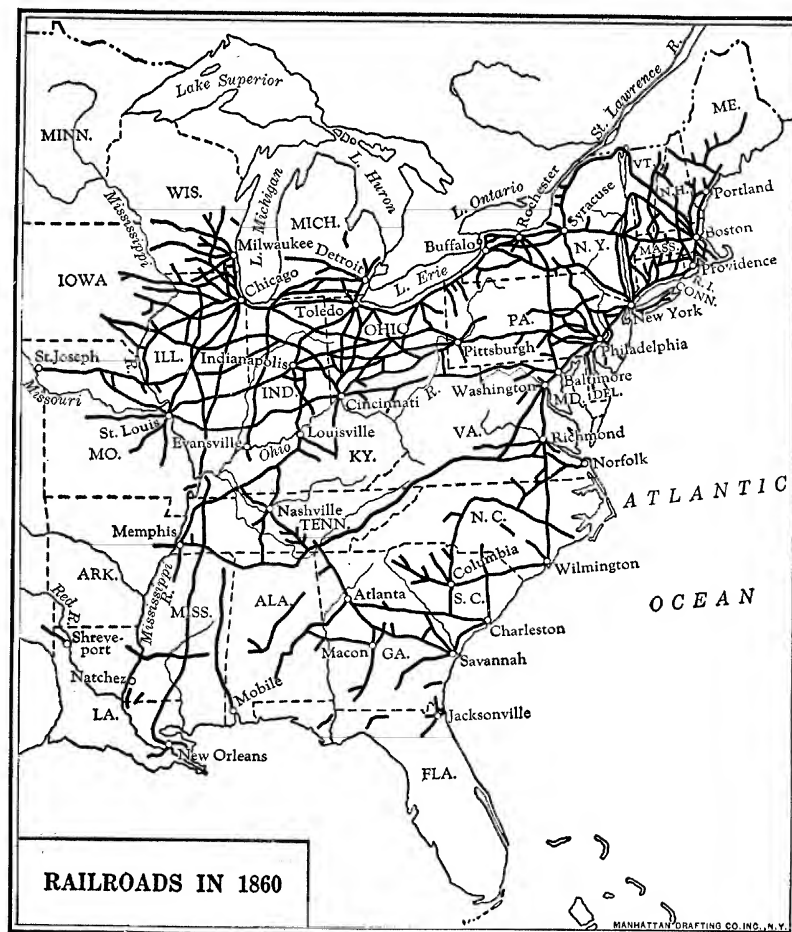 Lake Superior
MINN.
St. Lawrence R.
ME.
VT.
N.H.
Portland
WIS.
L. Michigan
L. Huron
MICH.
L. Ontario
Rochester
Syracuse
Mississippi
Milwaukee
Detroit
Buffalo
N.Y.
MASS.
Boston
Providence
R.I.
CONN.
IOWA
Chicago
L. Erie
Toledo
OHIO
PA.
New York
St. Joseph
ILL.
R.
Indianapolis
Pittsburgh
Philadelphia
Missouri
IND.
Cincinnati
R.
Washington
Baltimore
MD.
DEL.
St. Louis
Evansville
Ohio
Louisville
VA.
Richmond
MO.
KY.
Norfolk
Nashville
TENN.
ATLANTIC
OCEAN
Memphis
N.C.
Columbia
Wilmington
ARK.
Mississippi R.
MISS.
ALA.
Atlanta
S.C.
Red R.
Shreve-
port
Macon
GA.
Charleston
Savannah
Natchez
LA.
Mobile
Jacksonville
New Orleans
FLA.
RAILROADS IN 1860
MANHATTAN DRAFTING CO. INC., N.Y.